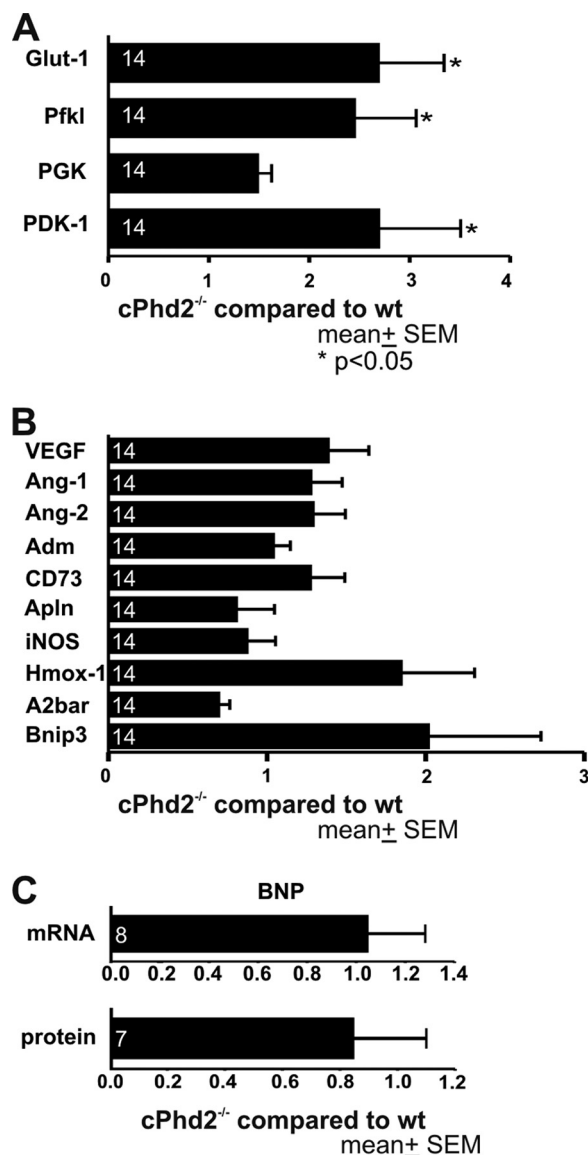 A
Glut-1 14 *
Pfkl 14 *
PGK 14
PDK-1 14 *
0 1 2 3 4
cPhd2-/- compared to wt
mean± SEM
* p<0.05
B
VEGF 14
Ang-1 14
Ang-2 14
Adm 14
CD73 14
Apln 14
iNOS 14
Hmox-1 14
A2bar 14
Bnip3 14
0 1 2 3
cPhd2-/- compared to wt
mean± SEM
C
BNP
mRNA 8
0.0 0.2 0.4 0.6 0.8 1.0 1.2 1.4
protein 7
0.0 0.2 0.4 0.6 0.8 1.0 1.2
cPhd2-/- compared to wt
mean± SEM